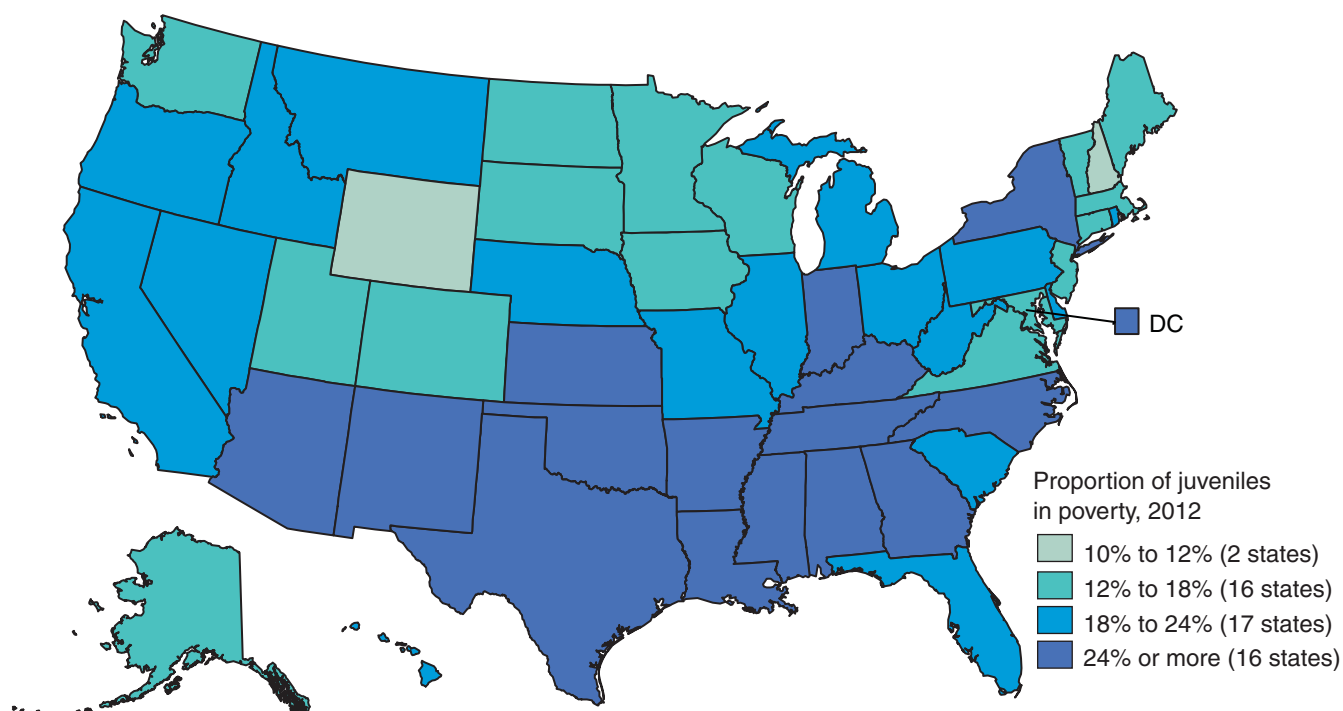 DC
Proportion of juveniles
in poverty, 2012
10% to 12% (2 states)
12% to 18% (16 states)
18% to 24% (17 states)
24% or more (16 states)